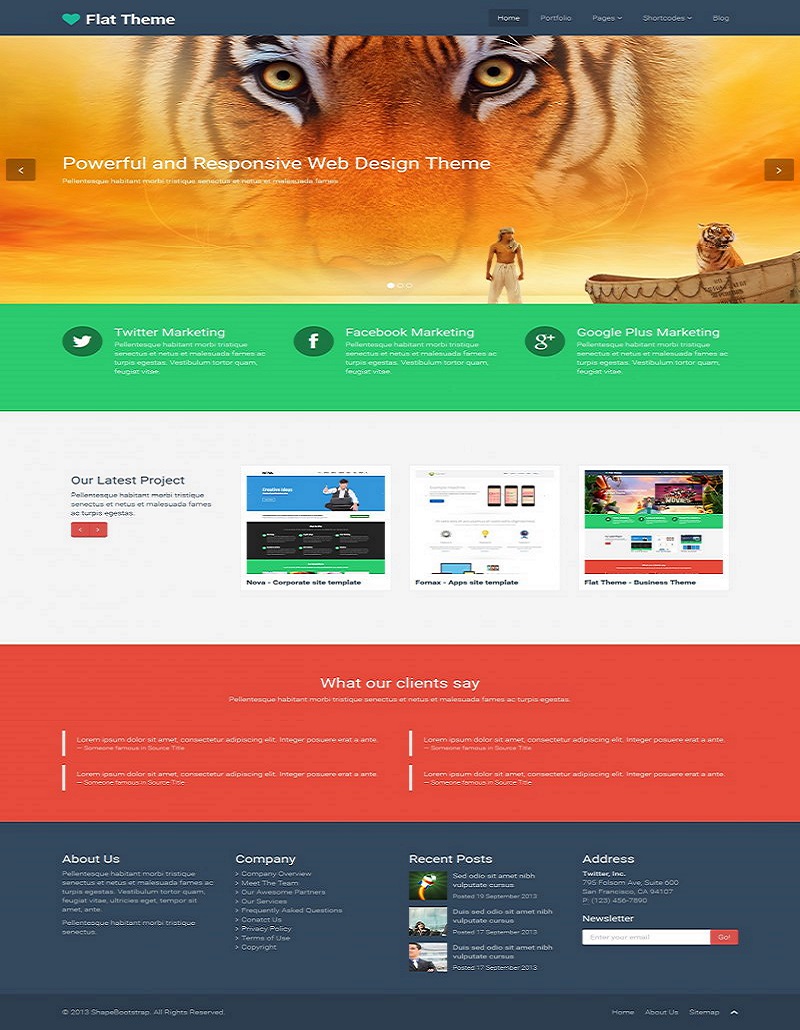 Flat Theme
Home Portfolio Pages Shortcodes Blog
Powerful and Responsive Web Design Theme
Pellentesque habitant morbi tristique senectus et netus et malesuada fames
Twitter Marketing
Pellentesque habitant morbi tristique
senectus et netus et malesuada fames ac
turpis egestas. Vestibulum tortor quam,
feugiat vitae.
Facebook Marketing
Pellentesque habitant morbi tristique
senectus et netus et malesuada fames ac
turpis egestas. Vestibulum tortor quam,
feugiat vitae.
Google Plus Marketing
Pellentesque habitant morbi tristique
senectus et netus et malesuada fames ac
turpis egestas. Vestibulum tortor quam,
feugiat vitae.
Our Latest Project
Pellentesque habitant morbi tristique
senectus et netus et malesuada fames
ac turpis egestas.
Creative Ideas
Nova - Corporate site template
Fornax - Apps site template
Flat Theme - Business Theme
What our clients say
Pellentesque habitant morbi tristique senectus et netus et malesuada fames ac turpis egestas.
Lorem ipsum dolor sit amet, consectetur adipiscing elit. Integer posuere erat a ante.
— Someone famous in Source Title
Lorem ipsum dolor sit amet, consectetur adipiscing elit. Integer posuere erat a ante.
— Someone famous in Source Title
Lorem ipsum dolor sit amet, consectetur adipiscing elit. Integer posuere erat a ante.
— Someone famous in Source Title
Lorem ipsum dolor sit amet, consectetur adipiscing elit. Integer posuere erat a ante.
— Someone famous in Source Title
About Us
Pellentesque habitant morbi tristique
senectus et netus et malesuada fames ac
turpis egestas. Vestibulum tortor quam,
feugiat vitae, ultricies eget, tempor sit
amet, ante.
Pellentesque habitant morbi tristique
senectus.
Company
Company Overview
Meet The Team
Our Awesome Partners
Our Services
Frequently Asked Questions
Conatct Us
Privacy Policy
Terms of Use
Copyright
Recent Posts
Sed odio sit amet nibh
vulputate cursus
Posted 19 September 2013
Duis sed odio sit amet nibh
vulputate cursus
Posted 17 September 2013
Duis sed odio sit amet nibh
vulputate cursus
Posted 17 September 2013
Address
Twitter, Inc.
795 Folsom Ave, Suite 600
San Francisco, CA 94107
P: (123) 456-7890
Newsletter
Enter your email Go!
© 2013 ShapeBootstrap. All Rights Reserved.
Home About Us Sitemap